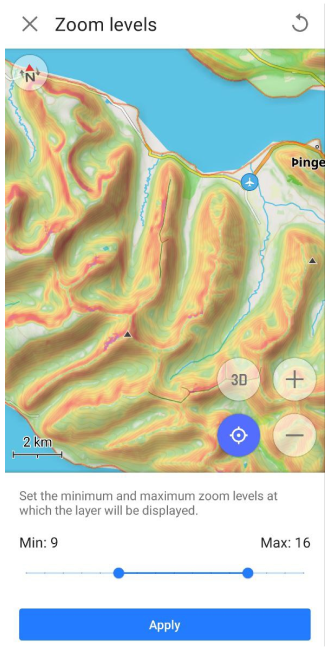 Zoom levels
N
Þinge
3D
2 km
Set the minimum and maximum zoom levels at
which the layer will be displayed.
Min: 9 Max: 16
Apply